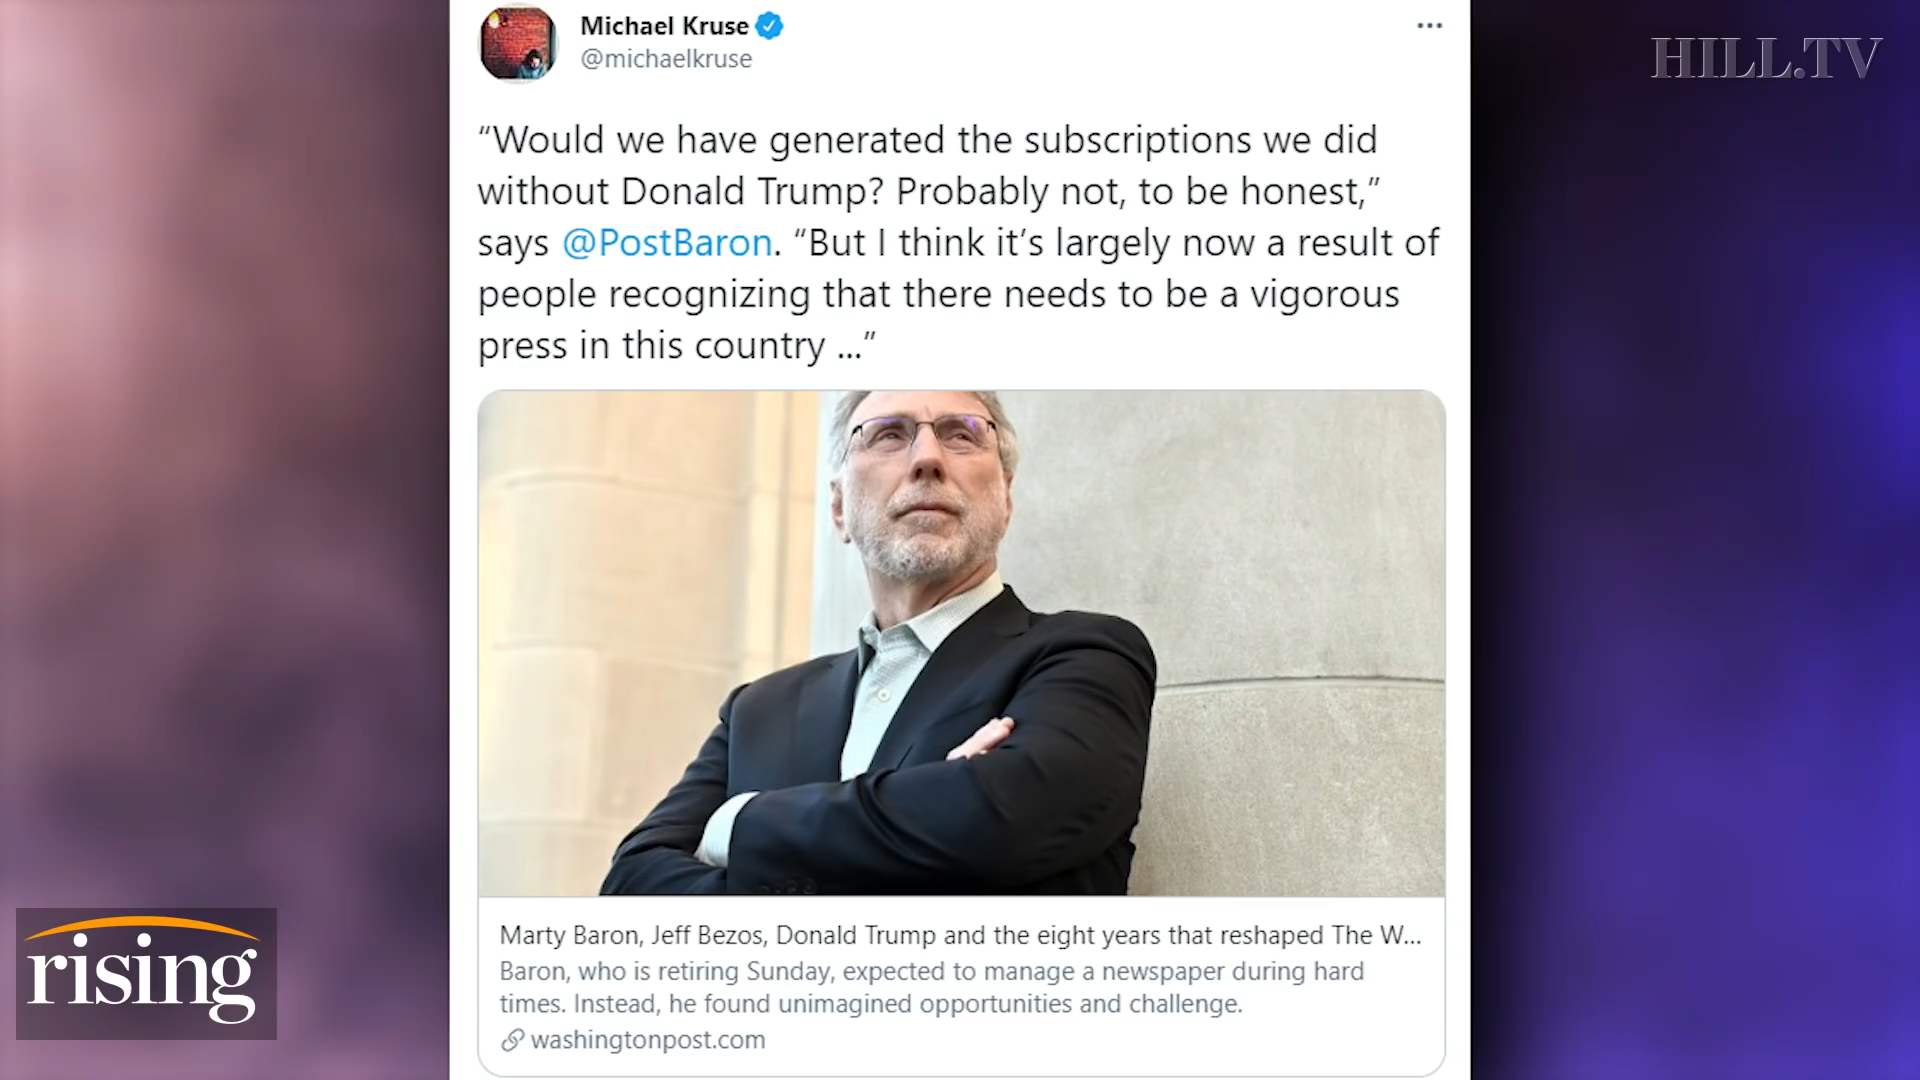 Michael Kruse
@michaelkruse
HILL.TV
“Would we have generated the subscriptions we did
without Donald Trump? Probably not, to be honest,”
says @PostBaron. “But I think it’s largely now a result of
people recognizing that there needs to be a vigorous
press in this country ...”
Marty Baron, Jeff Bezos, Donald Trump and the eight years that reshaped The W...
Baron, who is retiring Sunday, expected to manage a newspaper during hard
times. Instead, he found unimagined opportunities and challenge.
washingtonpost.com
rising